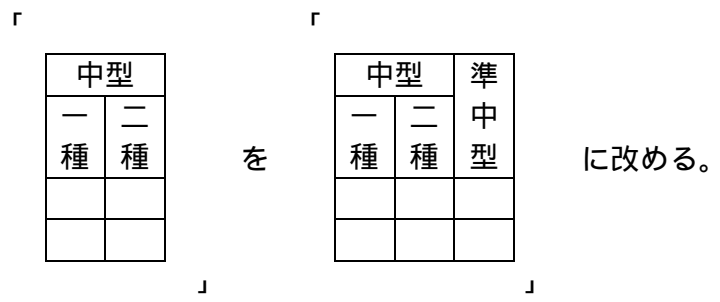 「 「
中型 中型 準中型
一種 二種 を 一種 二種 に改める。
」 」